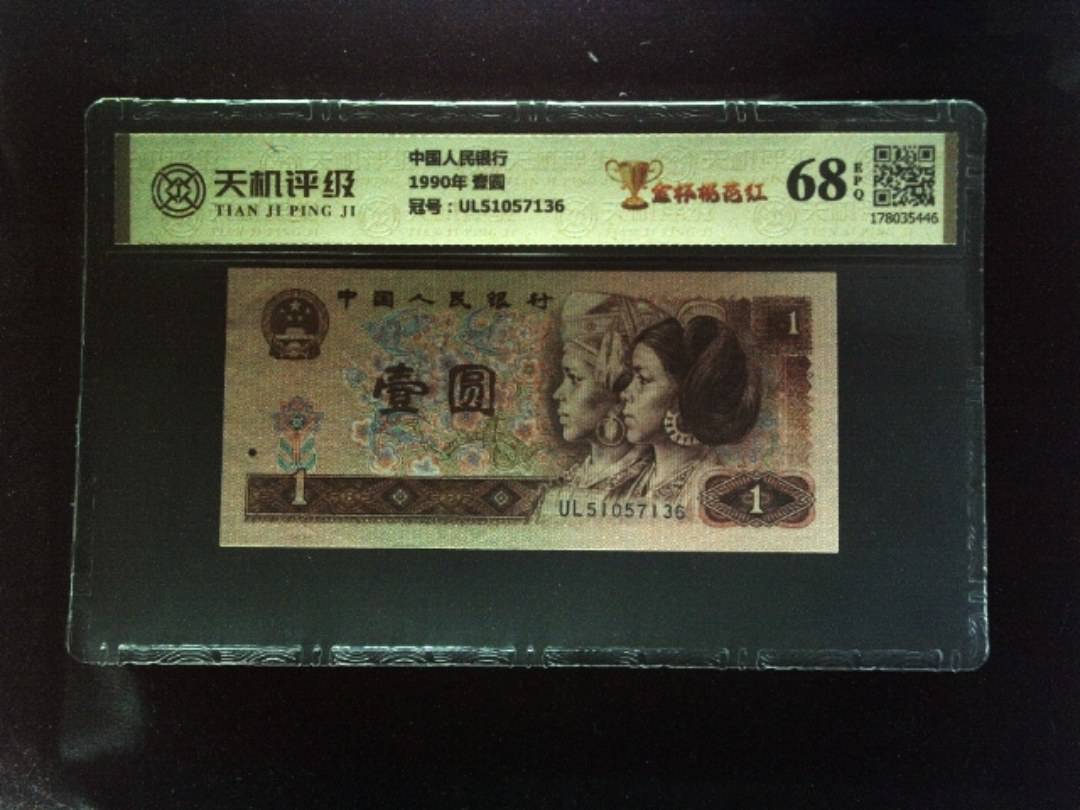 天机评级
TIAN JI PING JI
中国人民银行
1990年 壹圆
冠号：UL51057136
金杯桃花红
68
EPQ
178035446
中国人民银行
1
壹圆
1
UL51057136
1